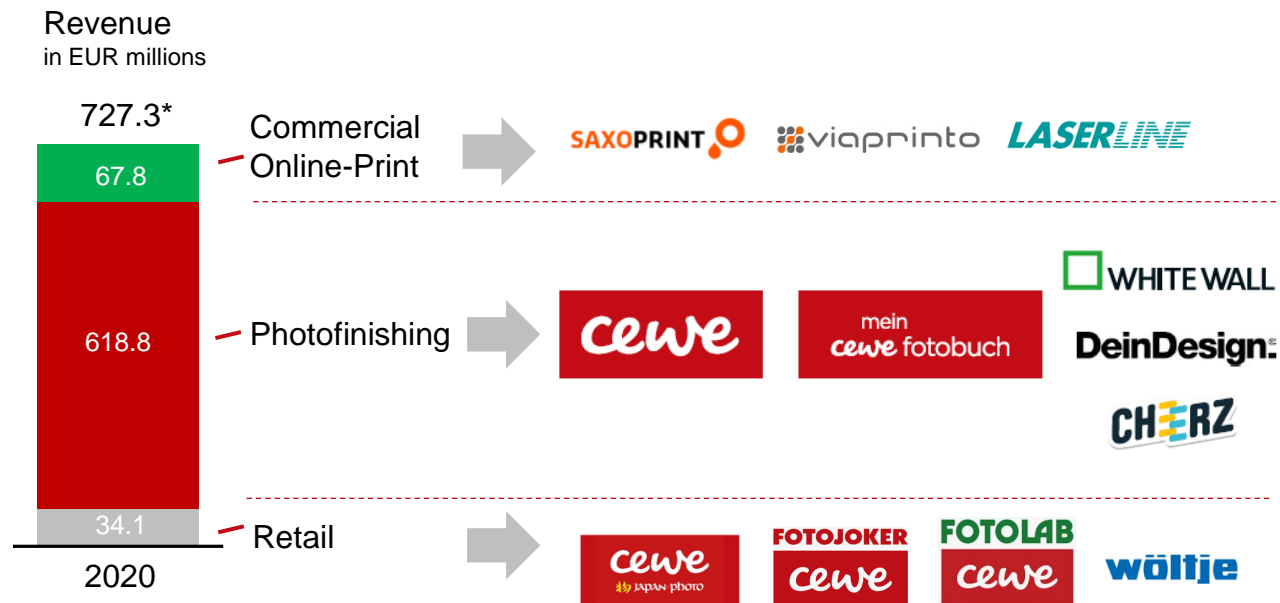 Revenue
in EUR millions
727.3*
67.8
618.8
34.1
2020
Commercial
Online-Print
SAXOPRINT
viaprinto
LASERLINE
Photofinishing
cewe
mein
cewe fotobuch
WHITE WALL
DeinDesign:
CHEERZ
Retail
cewe
JAPAN PHOTO
FOTOJOKER
cewe
FOTOLAB
cewe
wöltje